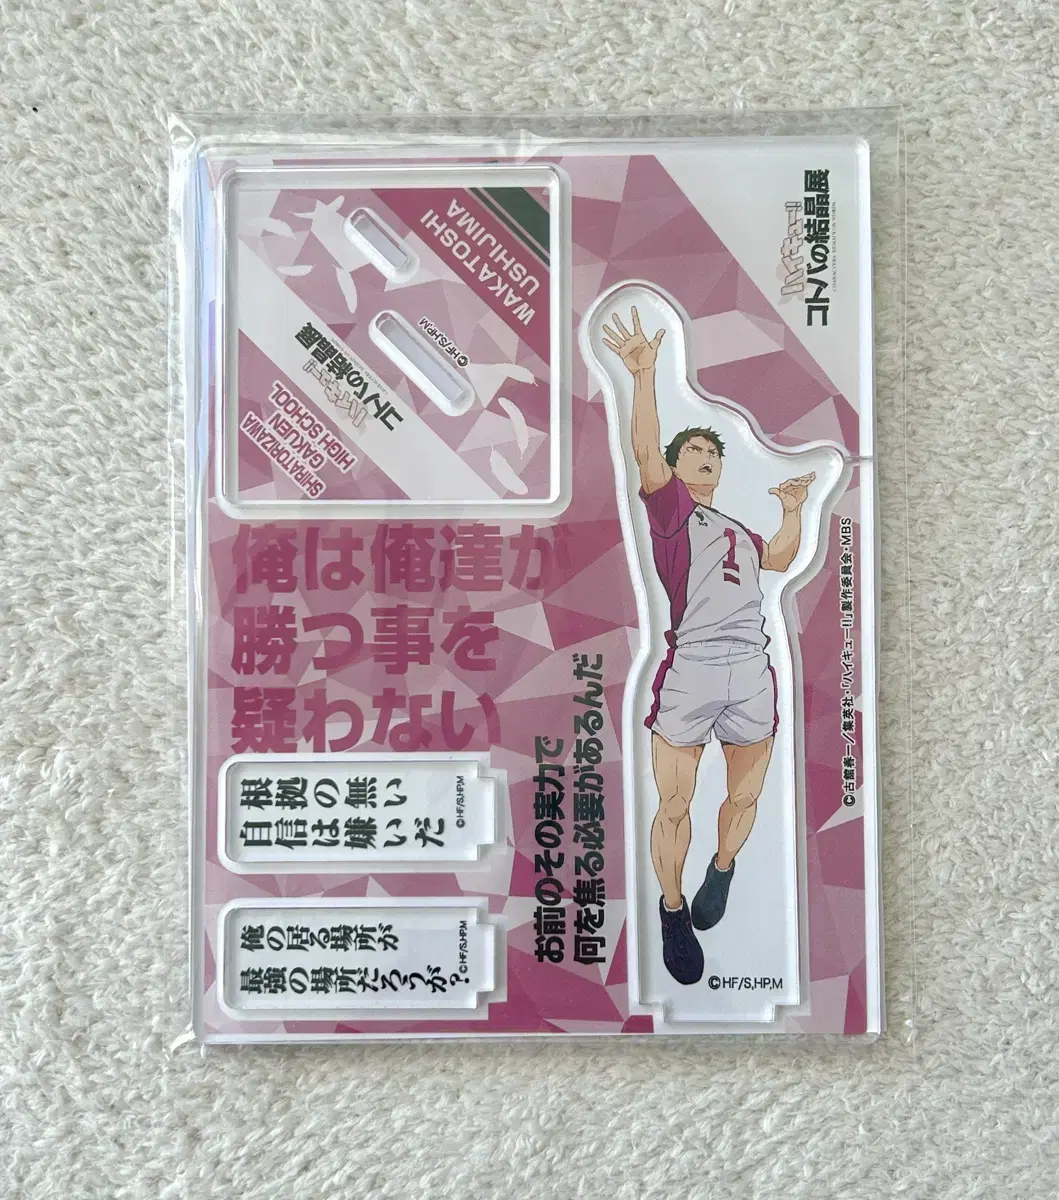 WAKATOSHI
USHIJIMA
©HF/S,HP,M
ハイキュー!!
コトバの結晶展
SHIRATORIZAWA
GAKUEN
HIGH SCHOOL
ハイキュー!!
コトバの結晶展
俺は俺達が
勝つ事を
疑わない
お前のその実力で
何を焦る必要があるんだ
根拠の無い
自信は嫌いだ
©HF/S,HP,M
俺の居る場所が
最強の場所だろうが?
©HF/S,HP,M
1
©HF/S,HP,M
©古舘春一/集英社・「ハイキュー!!」製作委員会・MBS